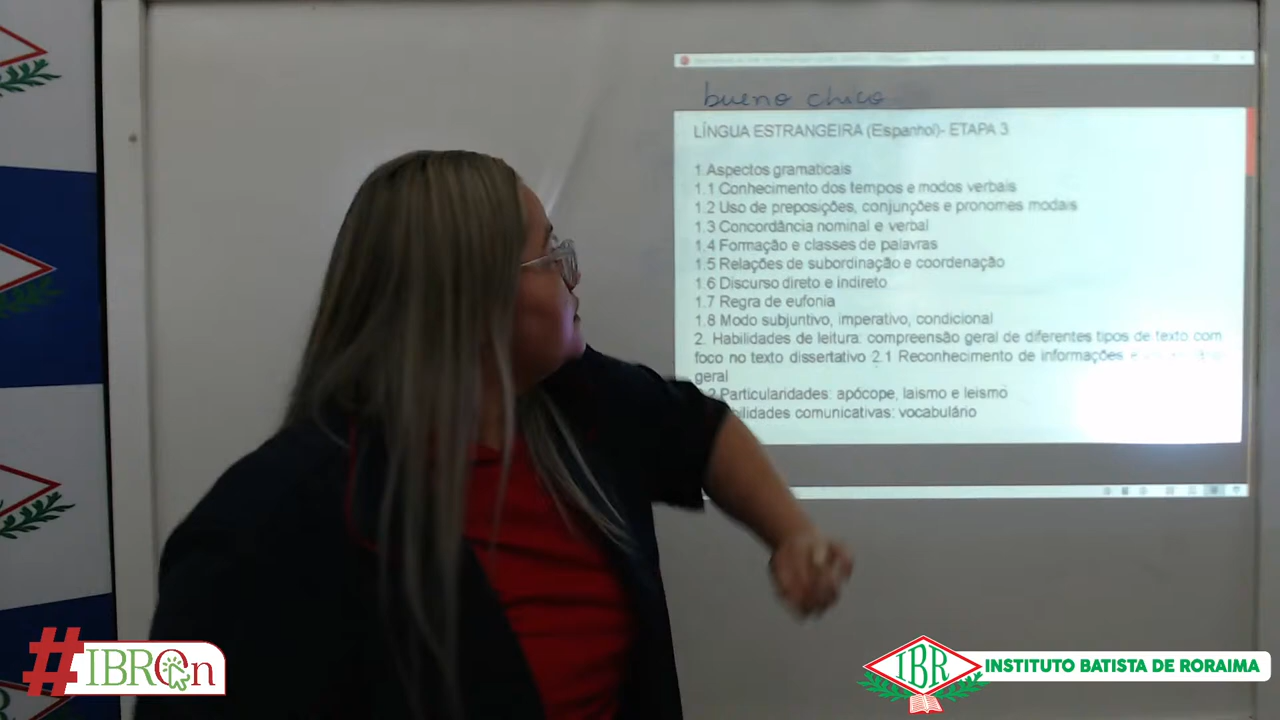 bueno chico
LÍNGUA ESTRANGEIRA (Espanhol)- ETAPA 3
1.Aspectos gramaticais
1.1 Conhecimento dos tempos e modos verbais
1.2 Uso de preposições, conjunções e pronomes modais
1.3 Concordância nominal e verbal
1.4 Formação e classes de palavras
1.5 Relações de subordinação e coordenação
1.6 Discurso direto e indireto
1.7 Regra de eufonia
1.8 Modo subjuntivo, imperativo, condicional
2. Habilidades de leitura: compreensão geral de diferentes tipos de texto com
foco no texto dissertativo 2.1 Reconhecimento de informações
geral
2 Particularidades: apócope, laismo e leismo
ilidades comunicativas: vocabulário
#IBROn
IBR
INSTITUTO BATISTA DE RORAIMA